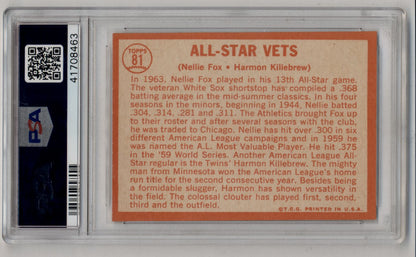 41708463
PSA
TOPPS
81
ALL-STAR VETS
(Nellie Fox • Harmon Killebrew)
In 1963, Nellie Fox played in his 13th All-Star game.
The veteran White Sox shortstop has compiled a .368
batting average in the mid-summer classics. In his four
seasons in the minors, beginning in 1944, Nellie batted
.304, .314, .281 and .311. The Athletics brought Fox up
to their roster and after several seasons with the club,
he was traded to Chicago. Nellie has hit over .300 in six
different American League campaigns and in 1959 he
was named the A.L. Most Valuable Player. He hit .375
in the '59 World Series. Another American League All-
Star regular is the Twins' Harmon Killebrew. The mighty
man from Minnesota won the American League's home
run title for the second consecutive year. Besides being
a formidable slugger, Harmon has shown versatility in
the field. The colossal clouter has played first, second,
third and the outfield.
©T.C.G. PRINTED IN U.S.A.